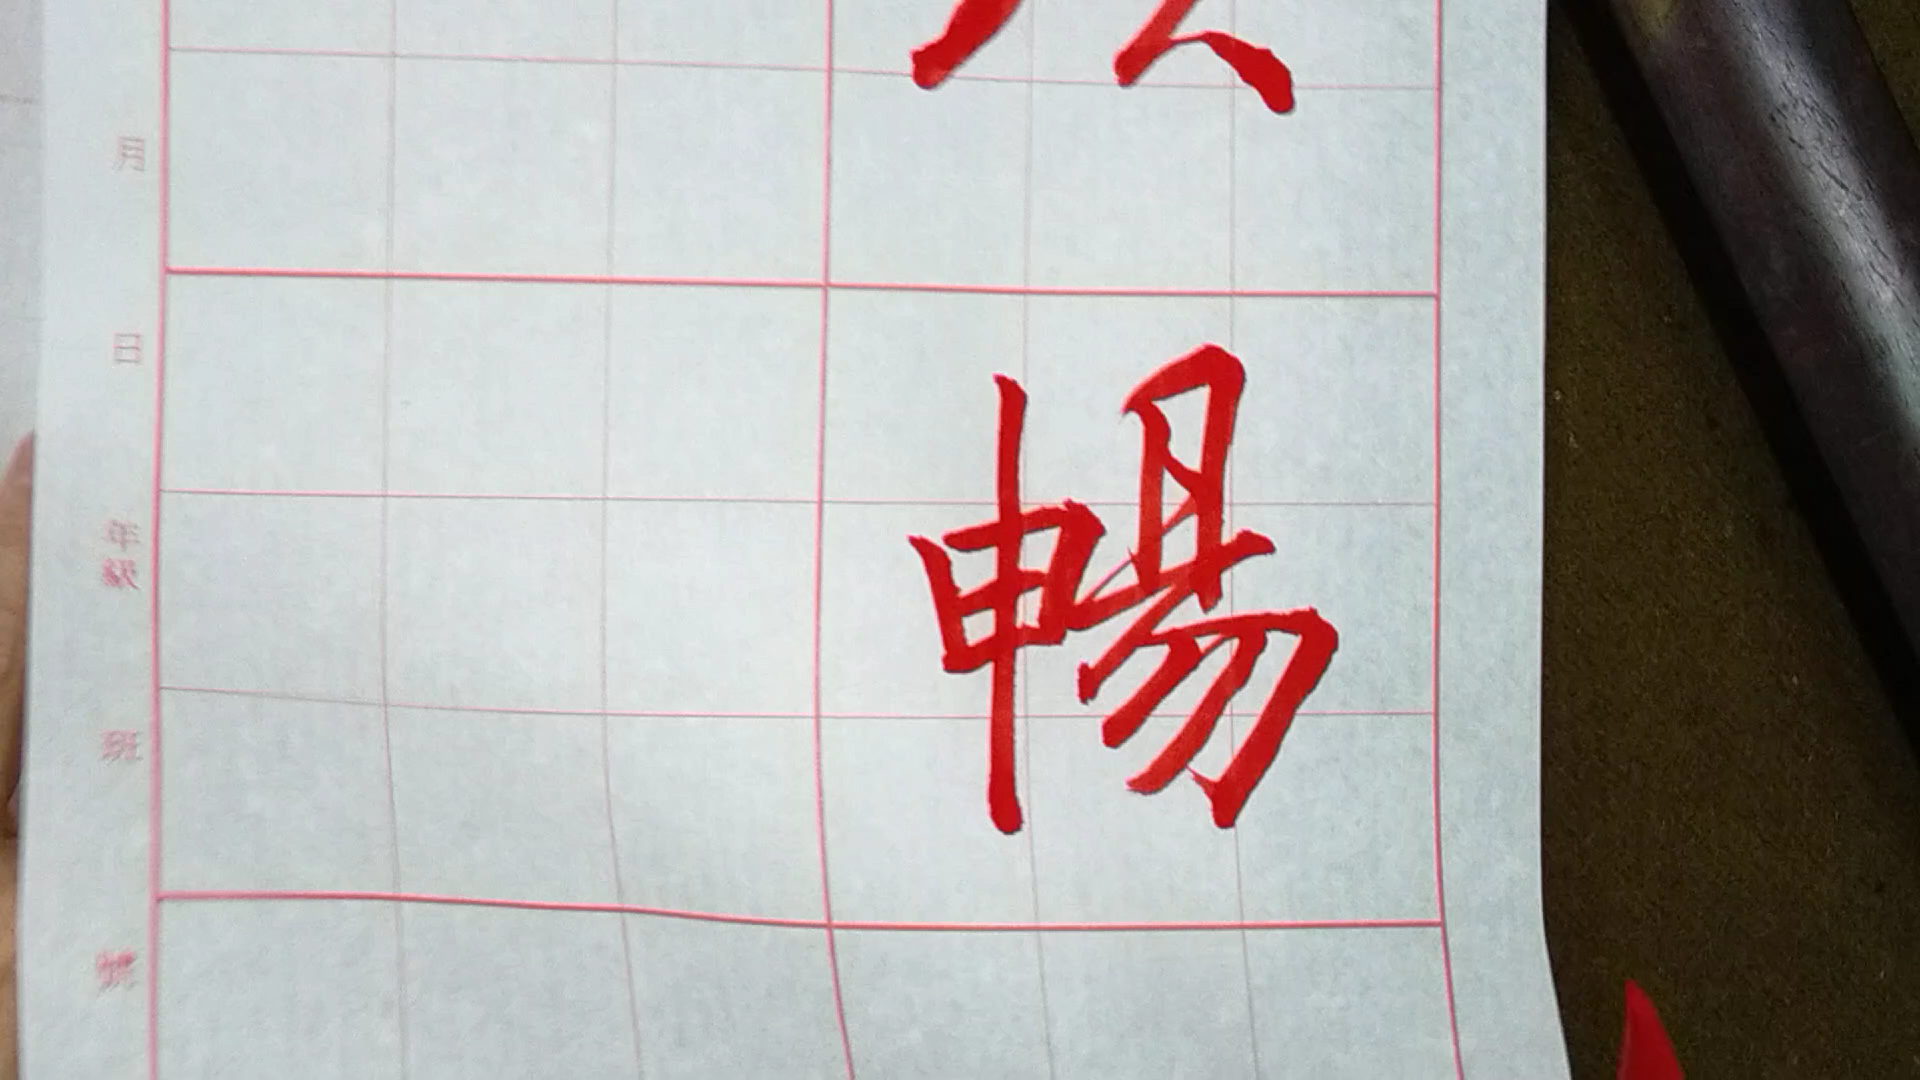 暢
月
日
年級
班
號